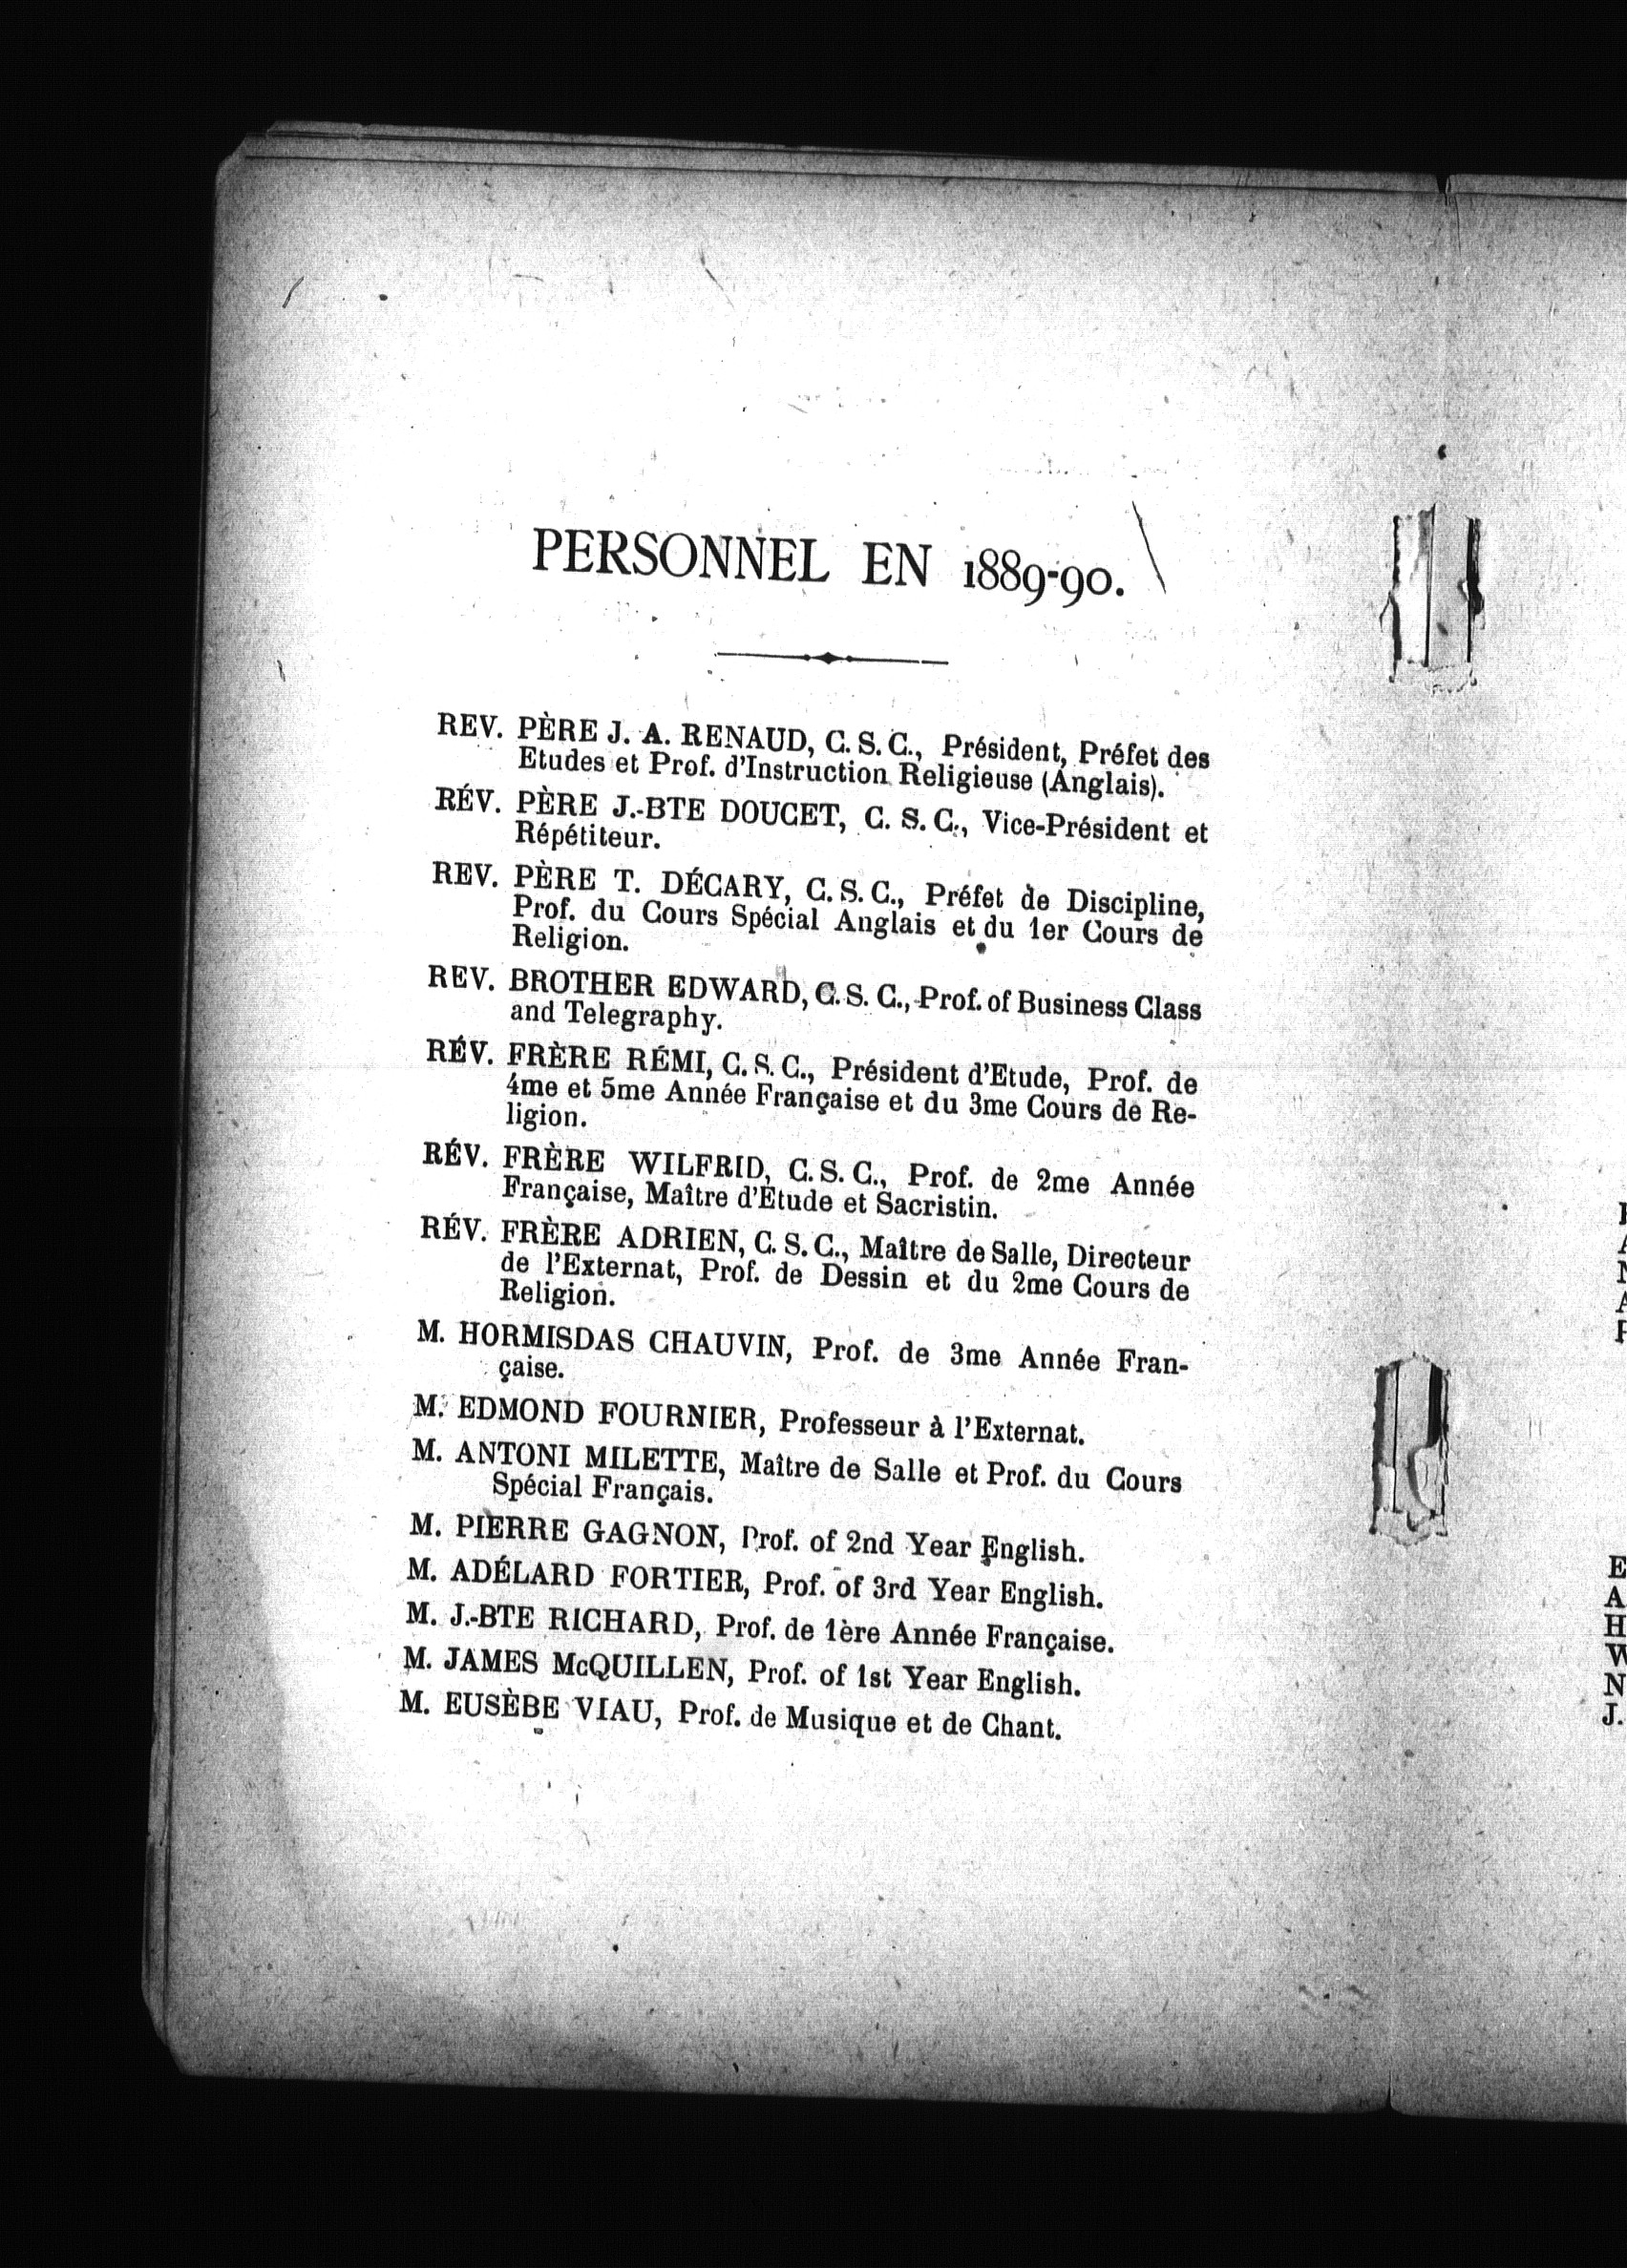 PERSONNEL EN 1889-90.
REV. PÈRE J. A. RENAUD, C. S. C., Président, Préfet des
Etudes et Prof. d'Instruction Religieuse (Anglais).
RÉV. PÈRE J.-BTE DOUCET, C. S. C., Vice-Président et
Répétiteur.
REV. PÈRE T. DÉCARY, C. S. C., Préfet de Discipline,
Prof. du Cours Spécial Anglais et du 1er Cours de
Religion.
REV. BROTHER EDWARD, C. S. C., Prof. of Business Class
and Telegraphy.
RÉV. FRÈRE RÉMI, C. S. C., Président d'Etude, Prof. de
4me et 5me Année Française et du 3me Cours de Re-
ligion.
RÉV. FRÈRE WILFRID, C. S. C., Prof. de 2me Année
Française, Maître d'Etude et Sacristin.
RÉV. FRÈRE ADRIEN, C. S. C., Maître de Salle, Directeur
de l'Externat, Prof. de Dessin et du 2me Cours de
Religion.
M. HORMISDAS CHAUVIN, Prof. de 3me Année Fran-
çaise.
M. EDMOND FOURNIER, Professeur à l'Externat.
M. ANTONI MILETTE, Maître de Salle et Prof. du Cours
Spécial Français.
M. PIERRE GAGNON, Prof. of 2nd Year English.
M. ADÉLARD FORTIER, Prof. of 3rd Year English.
M. J.-BTE RICHARD, Prof. de 1ère Année Française.
M. JAMES McQUILLEN, Prof. of 1st Year English.
M. EUSÈBE VIAU, Prof. de Musique et de Chant.
E
A
H
W
N
J.